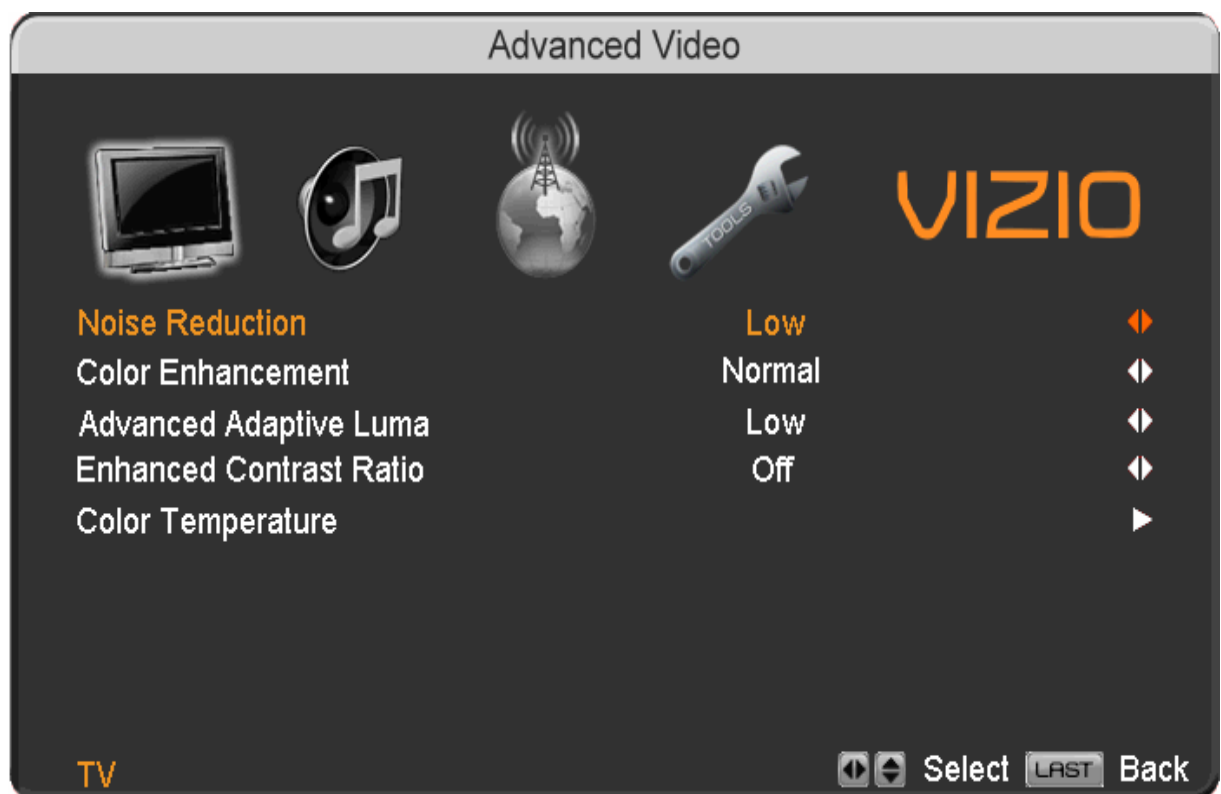 Advanced Video
TOOLS
VIZIO
Noise Reduction Low
Color Enhancement Normal
Advanced Adaptive Luma Low
Enhanced Contrast Ratio Off
Color Temperature
TV Select LAST Back